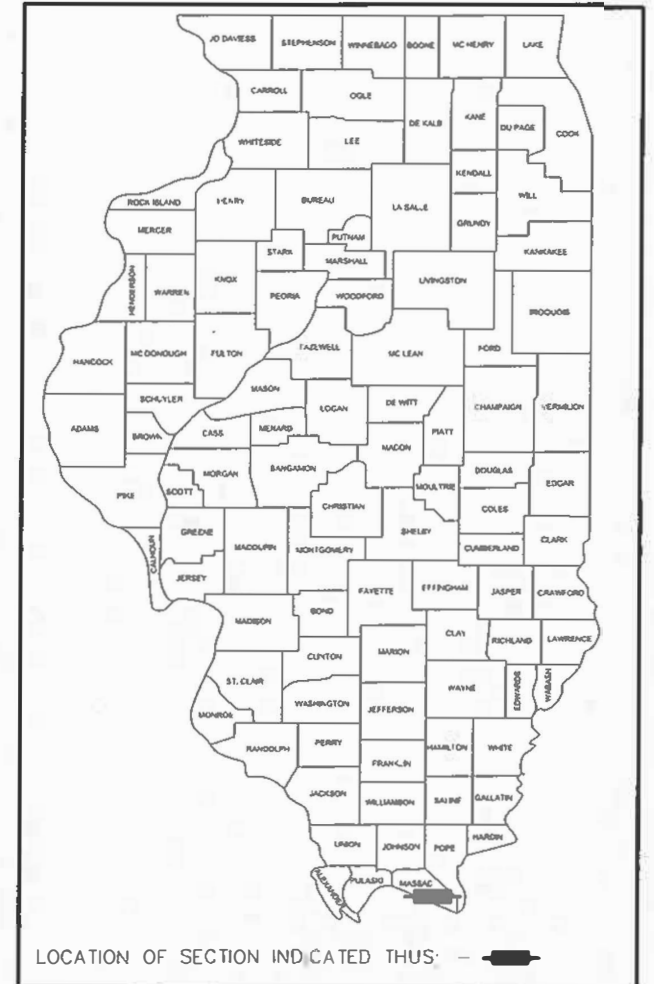 JO DAVIESS STEPHENSON WINNEBAGO BOONE MC HENRY LAKE
CARROLL OGLE DE KALB KANE DU PAGE COOK
WHITESIDE LEE
KENDALL WILL
ROCK ISLAND HENRY BUREAU LA SALLE GRUNDY
MERCER PUTNAM
STARK MARSHALL KANKAKEE
HENDERSON WARREN KNOX PEORIA WOODFORD LIVINGSTON IROQUOIS
HANCOCK MC DONOUGH FULTON TAZEWELL MC LEAN FORD
SCHUYLER MASON LOGAN DE WITT CHAMPAIGN VERMILION
ADAMS BROWN CASS MENARD MACON PIATT
PIKE SCOTT MORGAN SANGAMON MOULTRIE DOUGLAS EDGAR
CHRISTIAN COLES
CALHOUN GREENE MACOUPIN MONTGOMERY SHELBY CUMBERLAND CLARK
JERSEY FAYETTE EFFINGHAM JASPER CRAWFORD
MADISON BOND
CLINTON MARION CLAY RICHLAND LAWRENCE
ST. CLAIR WAYNE EDWARDS WABASH
MONROE WASHINGTON JEFFERSON
RANDOLPH PERRY HAMILTON WHITE
FRANKLIN
JACKSON WILLIAMSON SALINE GALLATIN
UNION JOHNSON POPE HARDIN
ALEXANDER PULASKI MASSAC
LOCATION OF SECTION INDICATED THUS: –